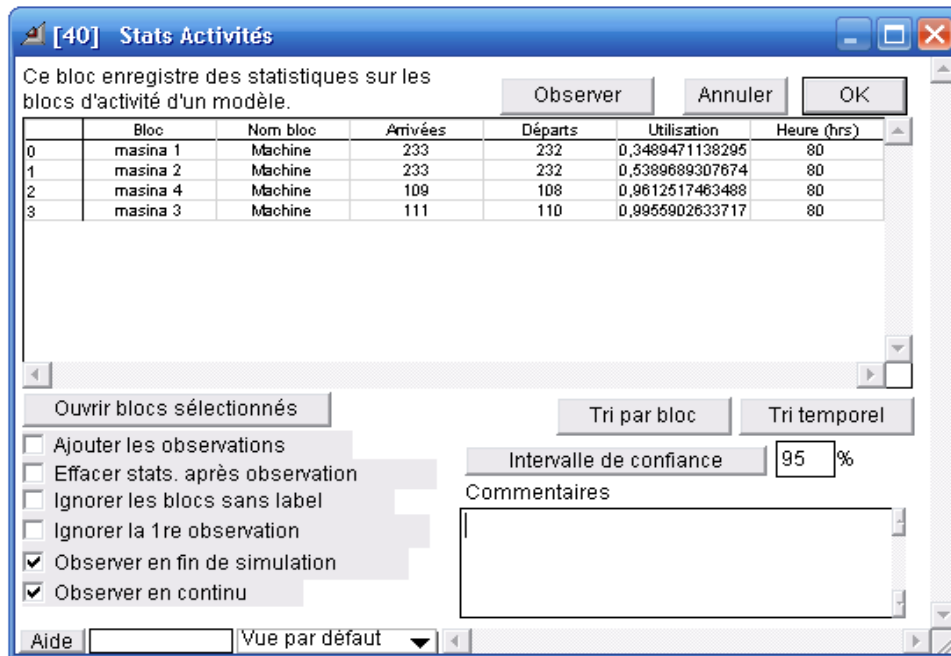 [40] Stats Activités
Ce bloc enregistre des statistiques sur les
blocs d'activité d'un modèle.
Observer Annuler OK
Bloc Nom bloc Arrivées Départs Utilisation Heure (hrs)
0 masina 1 Machine 233 232 0,3489471138295 80
1 masina 2 Machine 233 232 0,5389689307674 80
2 masina 4 Machine 109 108 0,9612517463488 80
3 masina 3 Machine 111 110 0,9955902633717 80
Ouvrir blocs sélectionnés Tri par bloc Tri temporel
Ajouter les observations
Effacer stats. après observation
Ignorer les blocs sans label
Ignorer la 1re observation
Observer en fin de simulation
Observer en continu
Intervalle de confiance 95 %
Commentaires
Aide Vue par défaut